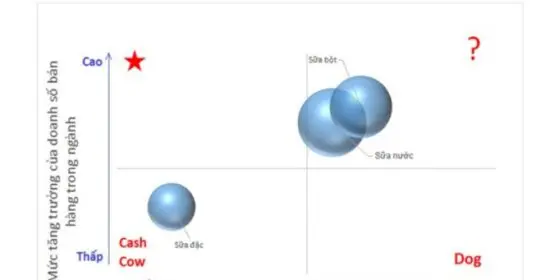 Mức tăng trưởng của doanh số bán
hàng trong ngành
Cao
Thấp
?
Sữa bột
Sữa nước
Sữa đặc
Cash
Cow
Dog